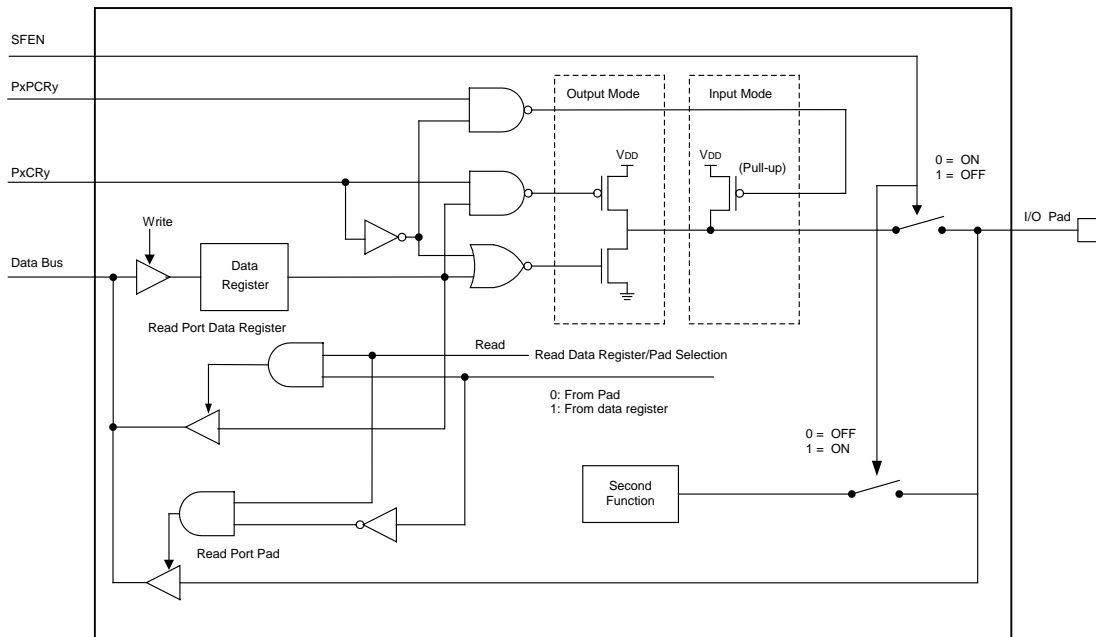 SFEN
PxPCRy
Output Mode
Input Mode
VDD
VDD
(Pull-up)
0 = ON
1 = OFF
PxCRy
I/O Pad
Write
Data Bus
Data
Register
Read Port Data Register
Read
Read Data Register/Pad Selection
0: From Pad
1: From data register
0 = OFF
1 = ON
Second
Function
Read Port Pad